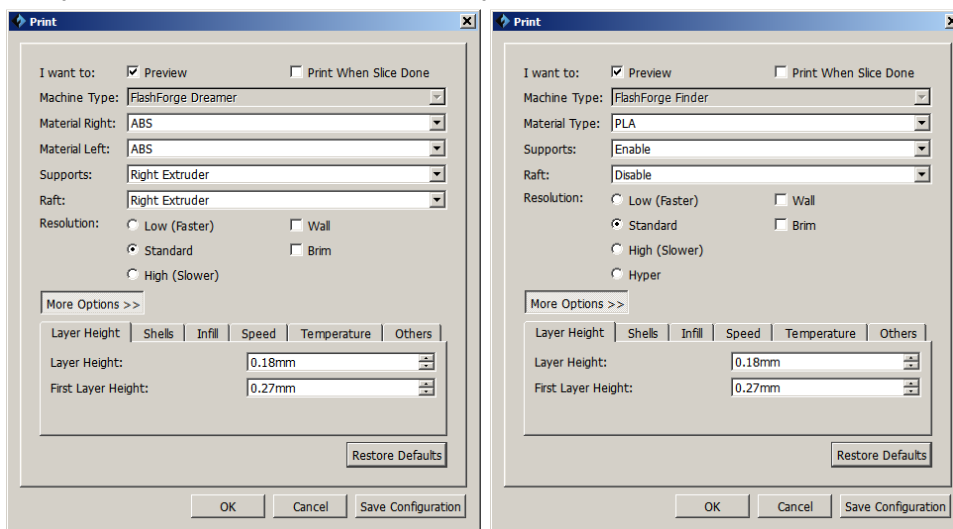 Print
I want to: Preview Print When Slice Done
Machine Type: FlashForge Dreamer
Material Right: ABS
Material Left: ABS
Supports: Right Extruder
Raft: Right Extruder
Resolution: Low (Faster) Wall
Standard Brim
High (Slower)
More Options >>
Layer Height Shells Infill Speed Temperature Others
Layer Height: 0.18mm
First Layer Height: 0.27mm
Restore Defaults
OK Cancel Save Configuration
Print
I want to: Preview Print When Slice Done
Machine Type: FlashForge Finder
Material Type: PLA
Supports: Enable
Raft: Disable
Resolution: Low (Faster) Wall
Standard Brim
High (Slower)
Hyper
More Options >>
Layer Height Shells Infill Speed Temperature Others
Layer Height: 0.18mm
First Layer Height: 0.27mm
Restore Defaults
OK Cancel Save Configuration